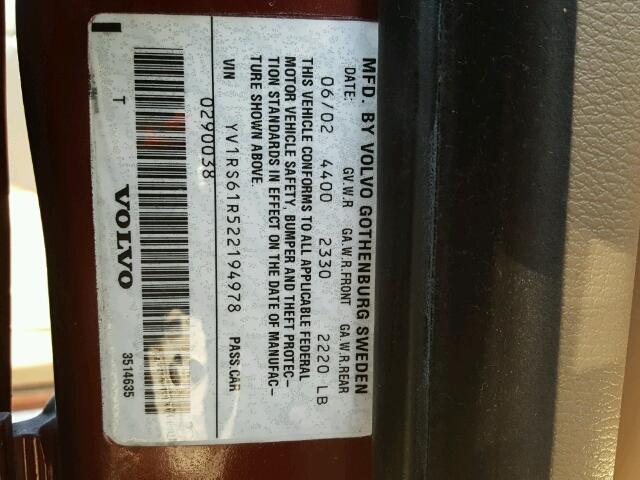 MFD. BY VOLVO GOTHENBURG SWEDEN
DATE: GV.W.R GA.W.R.FRONT GA.W.R.REAR
06/02 4400 2330 2220 LB
THIS VEHICLE CONFORMS TO ALL APPLICABLE FEDERAL
MOTOR VEHICLE SAFETY, BUMPER AND THEFT PROTEC-
TION STANDARDS IN EFFECT ON THE DATE OF MANUFAC-
TURE SHOWN ABOVE.
VIN YV1RS61R522194978 PASS.CAR
0290038
T VOLVO 3514635